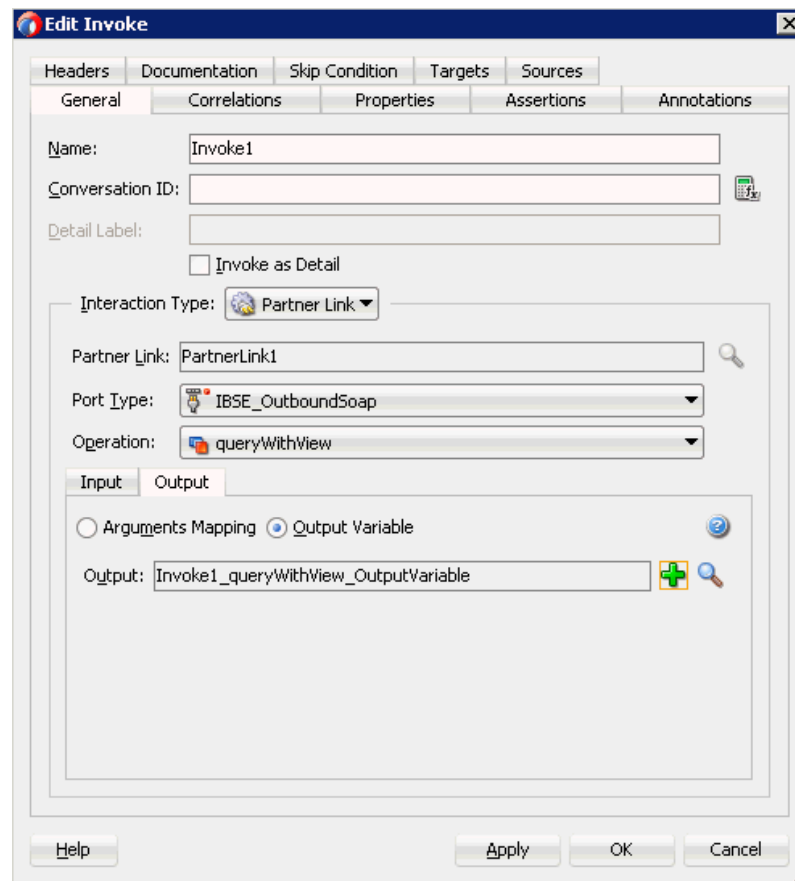 Edit Invoke
Headers Documentation Skip Condition Targets Sources
General Correlations Properties Assertions Annotations
Name: Invoke1
Conversation ID:
Detail Label:
Invoke as Detail
Interaction Type: Partner Link
Partner Link: PartnerLink1
Port Type: IBSE_OutboundSoap
Operation: queryWithView
Input Output
Arguments Mapping Output Variable
Output: Invoke1_queryWithView_OutputVariable
Help Apply OK Cancel